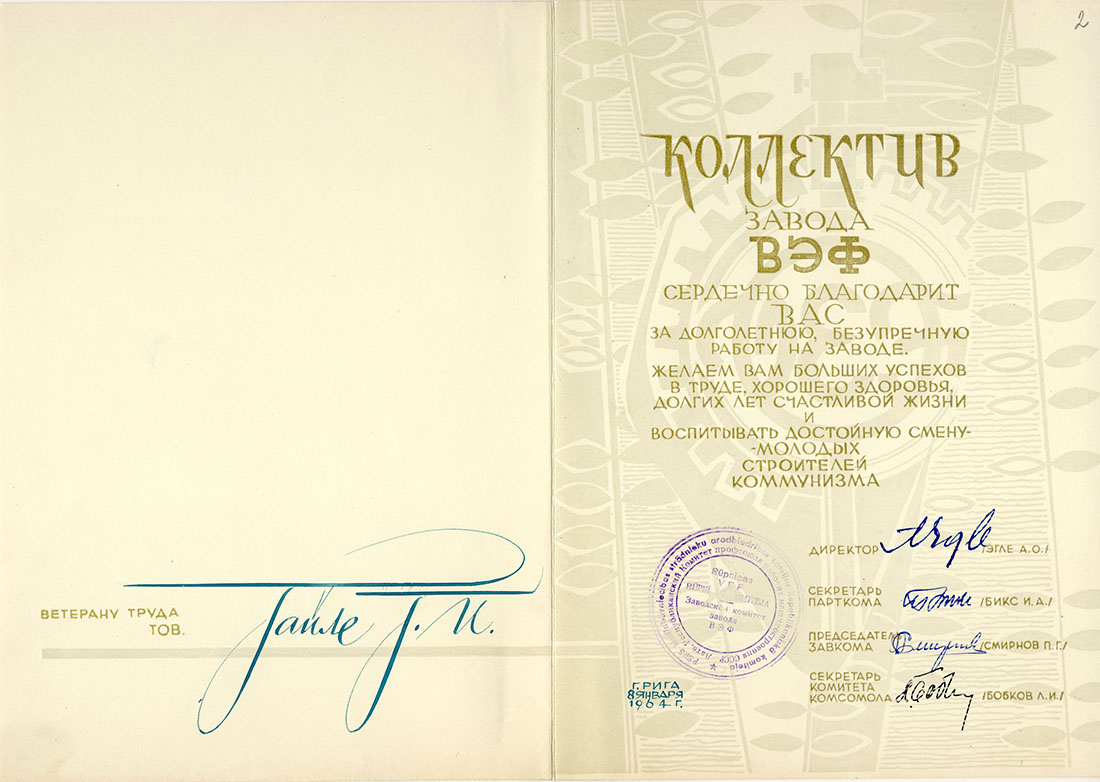 2
ВЕТЕРАНУ ТРУДА
ТОВ.
Г. И.
КОЛЛЕКТИВ
ЗАВОДА
ВЭФ
СЕРДЕЧНО БЛАГОДАРИТ
ВАС
ЗА ДОЛГОЛЕТНЮЮ, БЕЗУПРЕЧНУЮ
РАБОТУ НА ЗАВОДЕ.
ЖЕЛАЕМ ВАМ БОЛЬШИХ УСПЕХОВ
В ТРУДЕ, ХОРОШЕГО ЗДОРОВЬЯ,
ДОЛГИХ ЛЕТ СЧАСТЛИВОЙ ЖИЗНИ
И
ВОСПИТЫВАТЬ ДОСТОЙНУЮ СМЕНУ-
-МОЛОДЫХ
СТРОИТЕЛЕЙ
КОММУНИЗМА
ДИРЕКТОР /ЭГЛЕ А.О./
СЕКРЕТАРЬ
ПАРТКОМА /БИКС И.А./
ПРЕДСЕДАТЕЛЬ
ЗАВКОМА /СМИРНОВ П.Г./
СЕКРЕТАРЬ
КОМИТЕТА
КОМСОМОЛА /БОБКОВ Л.И./
Rūpnīcas
VEF
Заводской комитет
завода
ВЭФ
Г. РИГА
8 ЯНВАРЯ
1964 Г.